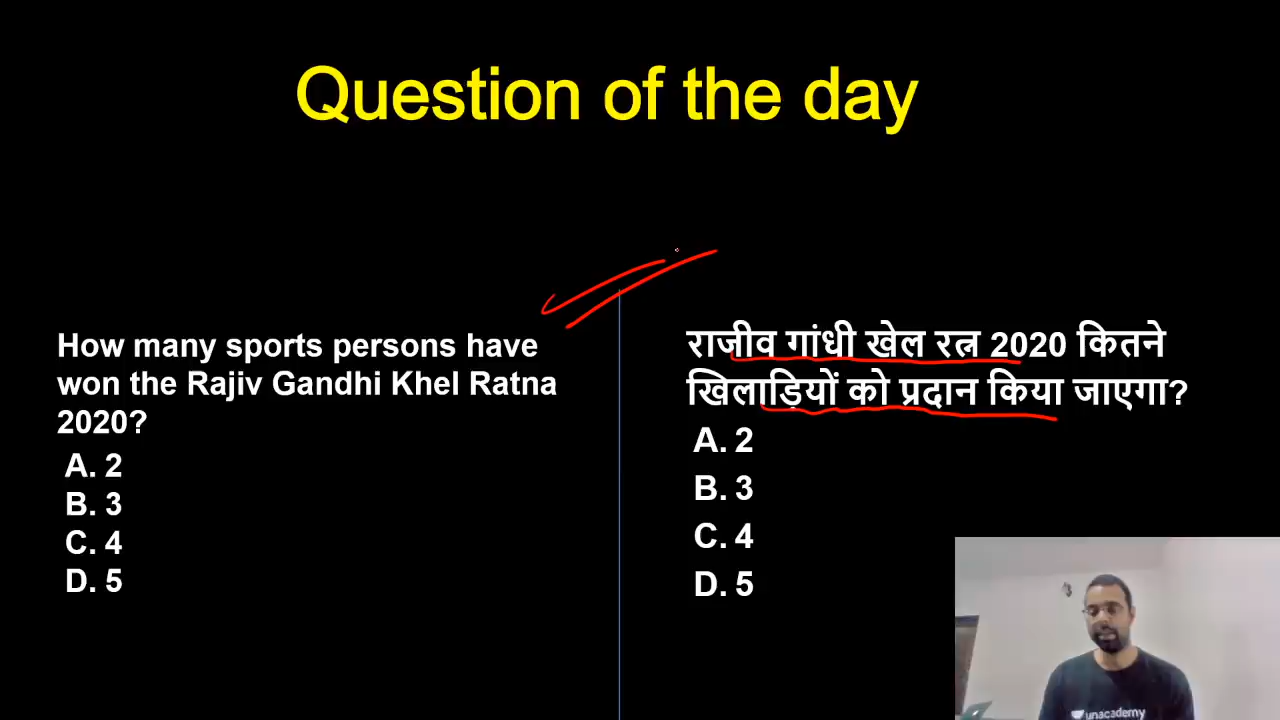 Question of the day
How many sports persons have
won the Rajiv Gandhi Khel Ratna
2020?
A. 2
B. 3
C. 4
D. 5
राजीव गांधी खेल रत्न 2020 कितने
खिलाड़ियों को प्रदान किया जाएगा?
A. 2
B. 3
C. 4
D. 5
unacademy